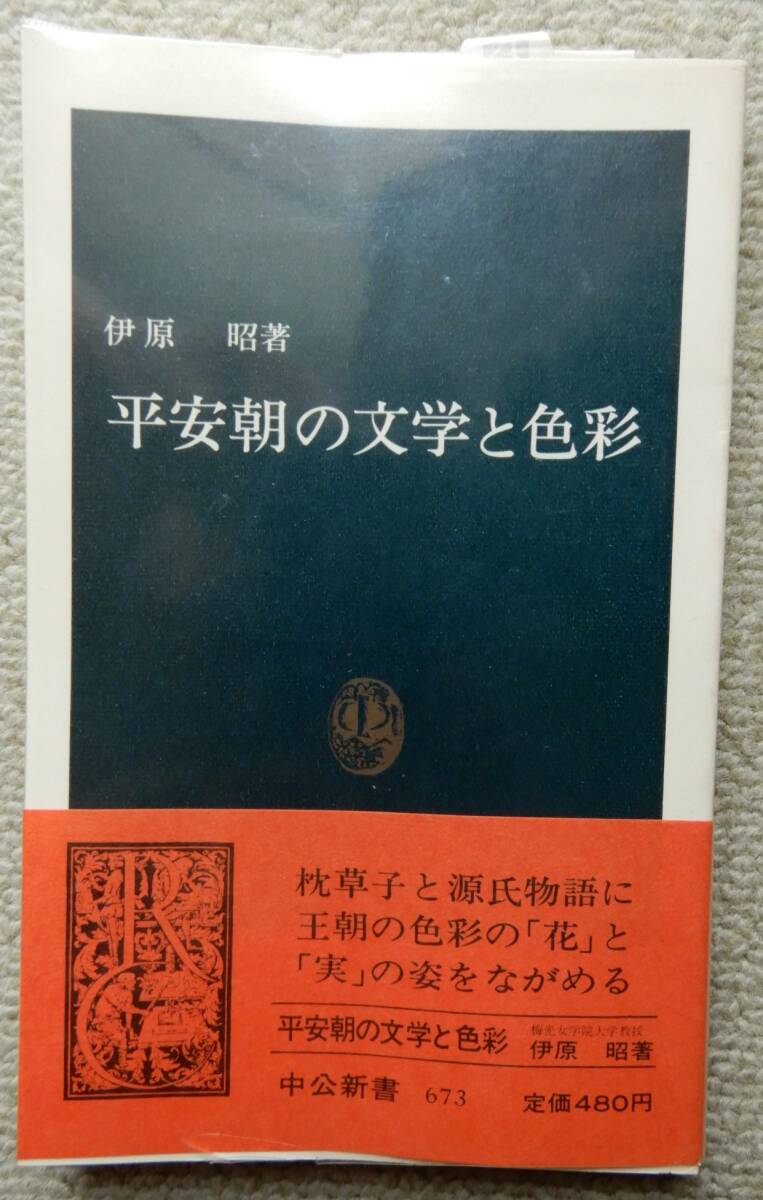 伊原 昭著
平安朝の文学と色彩
枕草子と源氏物語に
王朝の色彩の「花」と
「実」の姿をながめる
平安朝の文学と色彩
梅光女学院大学教授
伊原 昭著
中公新書 673 定価480円